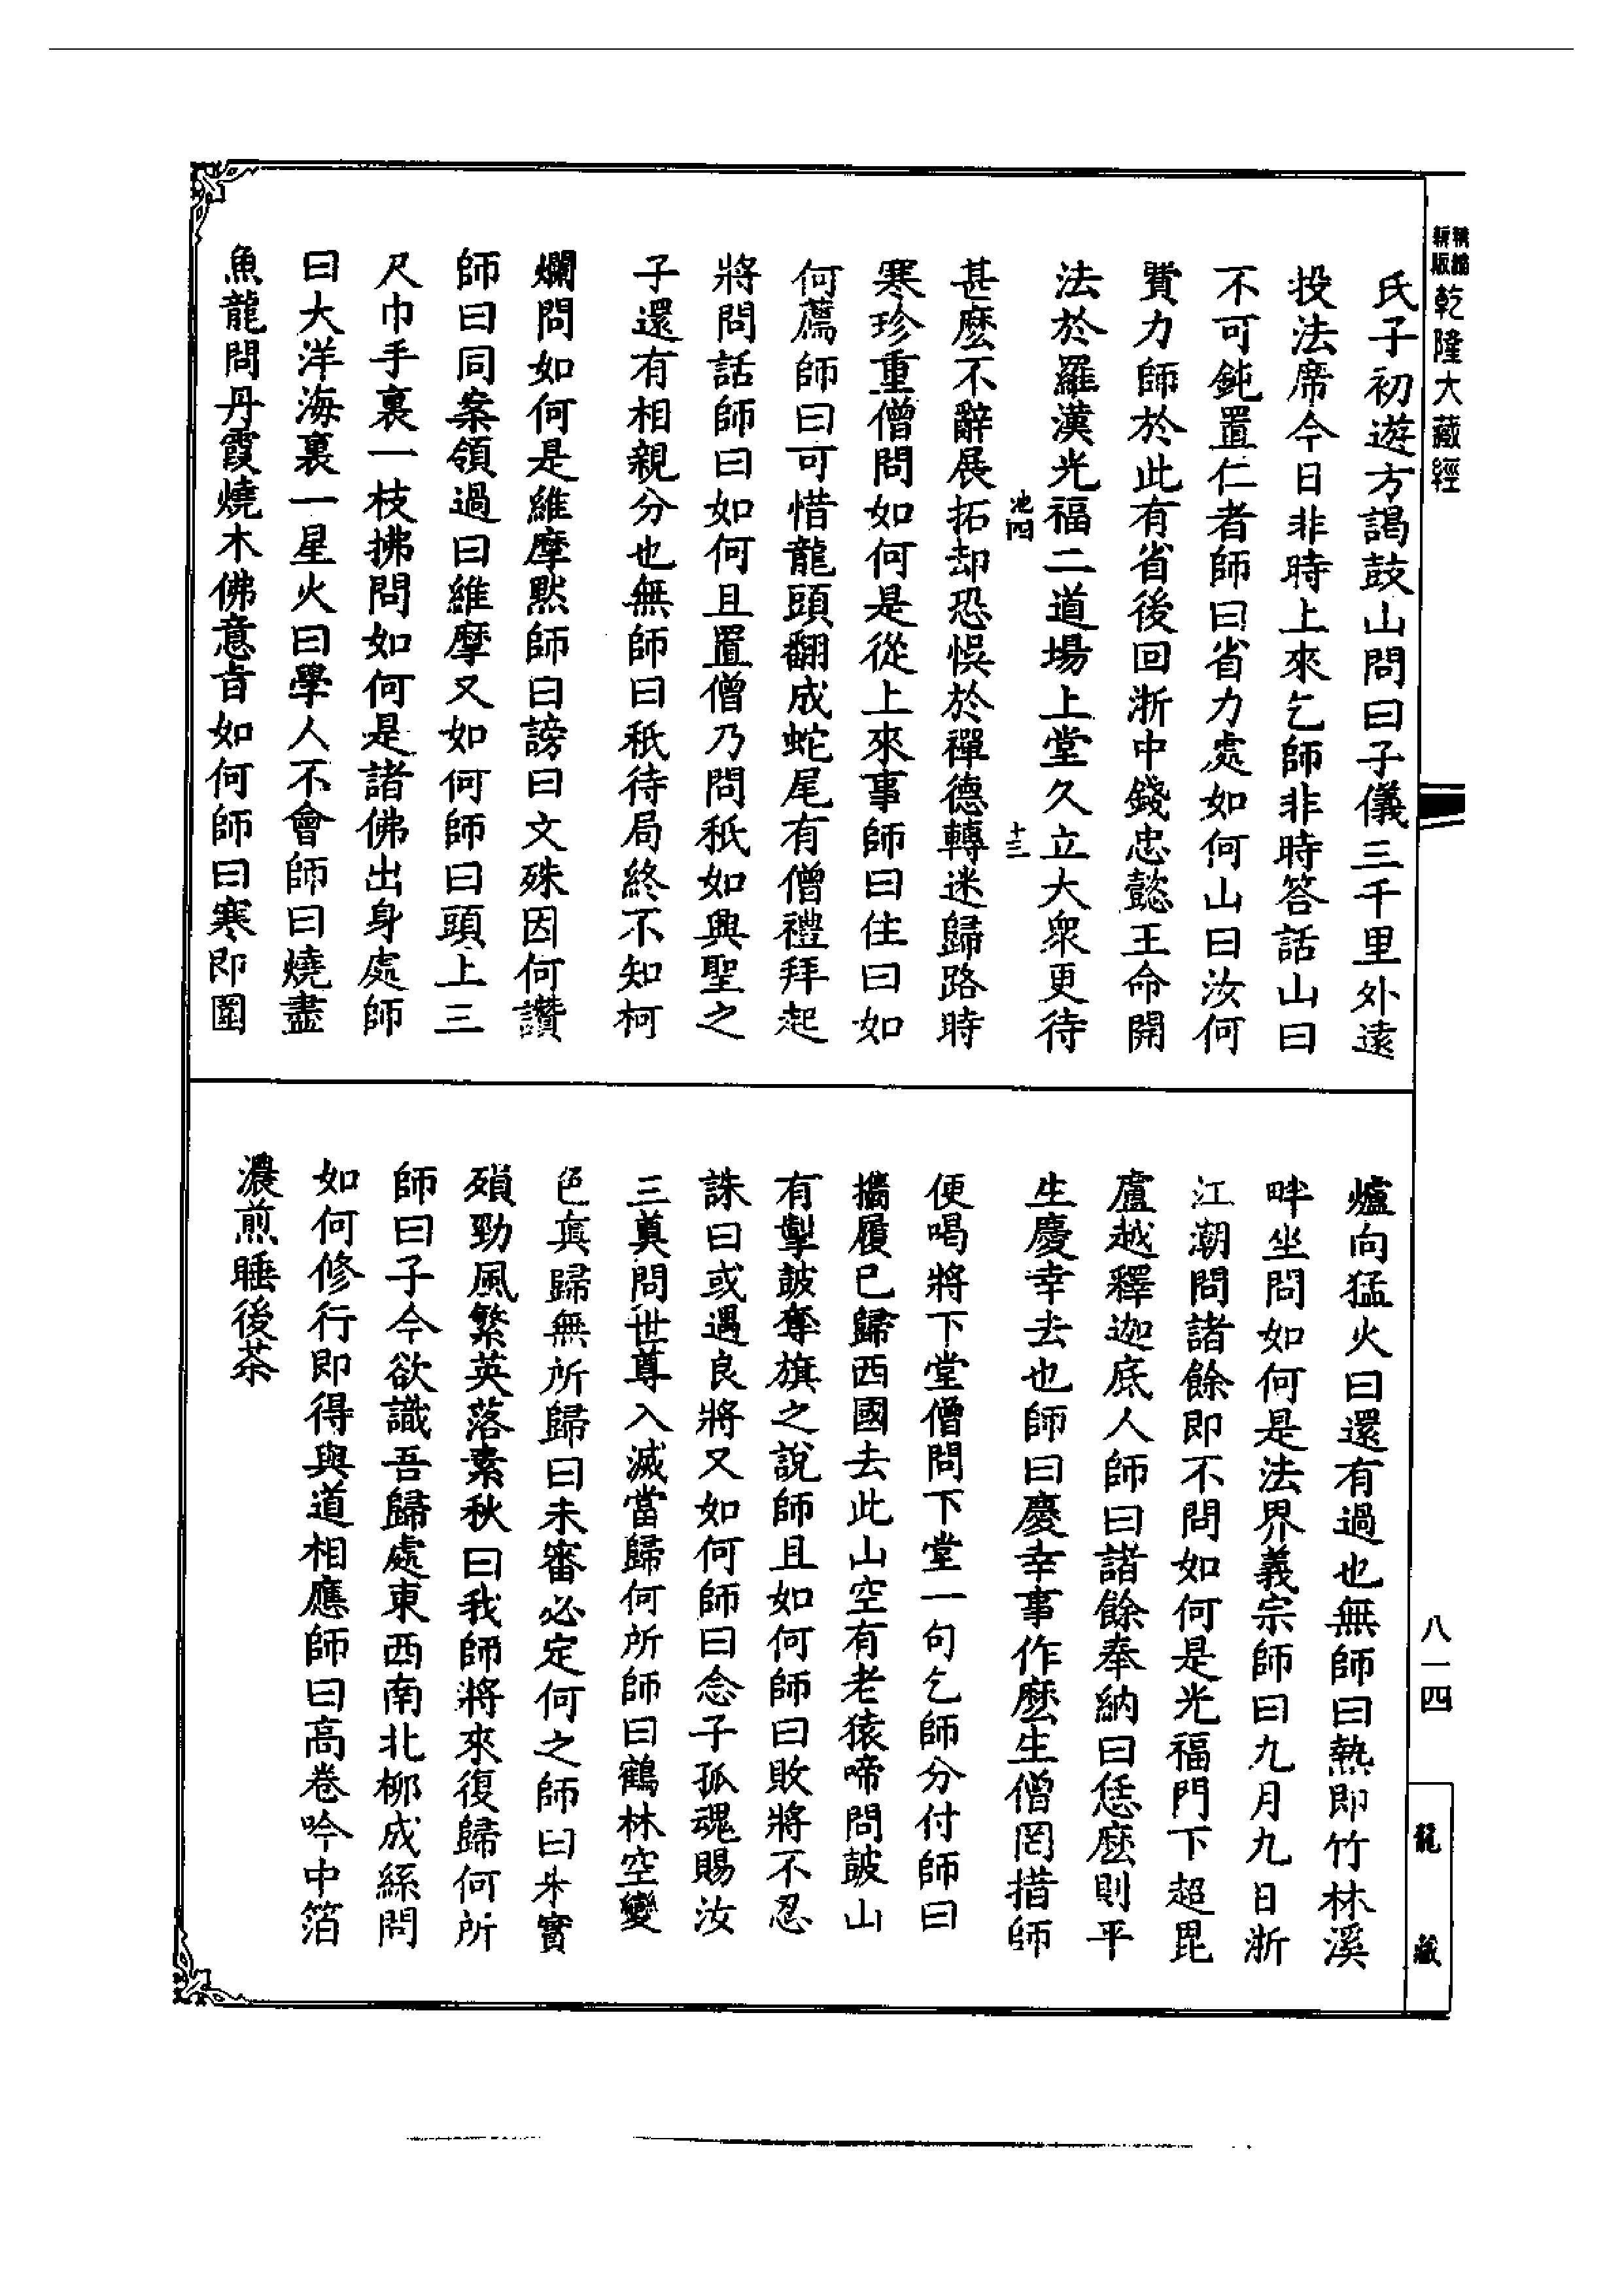 精縮
新版
乾隆大藏經
氏子初遊方謁鼓山問曰子儀三千里外遠
投法席今日非時上來乞師非時答話山曰
不可鈍置仁者師曰省力處如何山曰汝何
費力師於此有省後回浙中錢忠懿王命開
法於羅漢光福二道場上堂久立大衆更待
池四
十三
甚麼不辭展拓却恐悞於禪德轉迷歸路時
寒珍重僧問如何是從上來事師曰住曰如
何薦師曰可惜龍頭翻成蛇尾有僧禮拜起
將問話師曰如何且置僧乃問秖如興聖之
子還有相親分也無師曰秖待局終不知柯
爛問如何是維摩默師曰謗曰文殊因何讚
師曰同案領過曰維摩又如何師曰頭上三
尺巾手裏一枝拂問如何是諸佛出身處師
曰大洋海裏一星火曰學人不會師曰燒盡
魚龍問丹霞燒木佛意旨如何師曰寒即圍
爐向猛火曰還有過也無師曰熱即竹林溪
畔坐問如何是法界義宗師曰九月九日浙
江潮問諸餘即不問如何是光福門下超毘
盧越釋迦底人師曰諸餘奉納曰恁麼則平
生慶幸去也師曰慶幸事作麼生僧罔措師
便喝將下堂僧問下堂一句乞師分付師曰
攜履已歸西國去此山空有老猿啼問皷山
有掣皷奪旗之說師且如何師曰敗將不忍
誅曰或遇良將又如何師曰念子孤魂賜汝
三奠問世尊入滅當歸何所師曰鶴林空變
色眞歸無所歸曰未審必定何之師曰朱實
殞勁風繁英落素秋曰我師將來復歸何所
師曰子今欲識吾歸處東西南北柳成絲問
如何修行即得與道相應師曰高卷吟中箔
濃煎睡後茶
八一四
龍藏